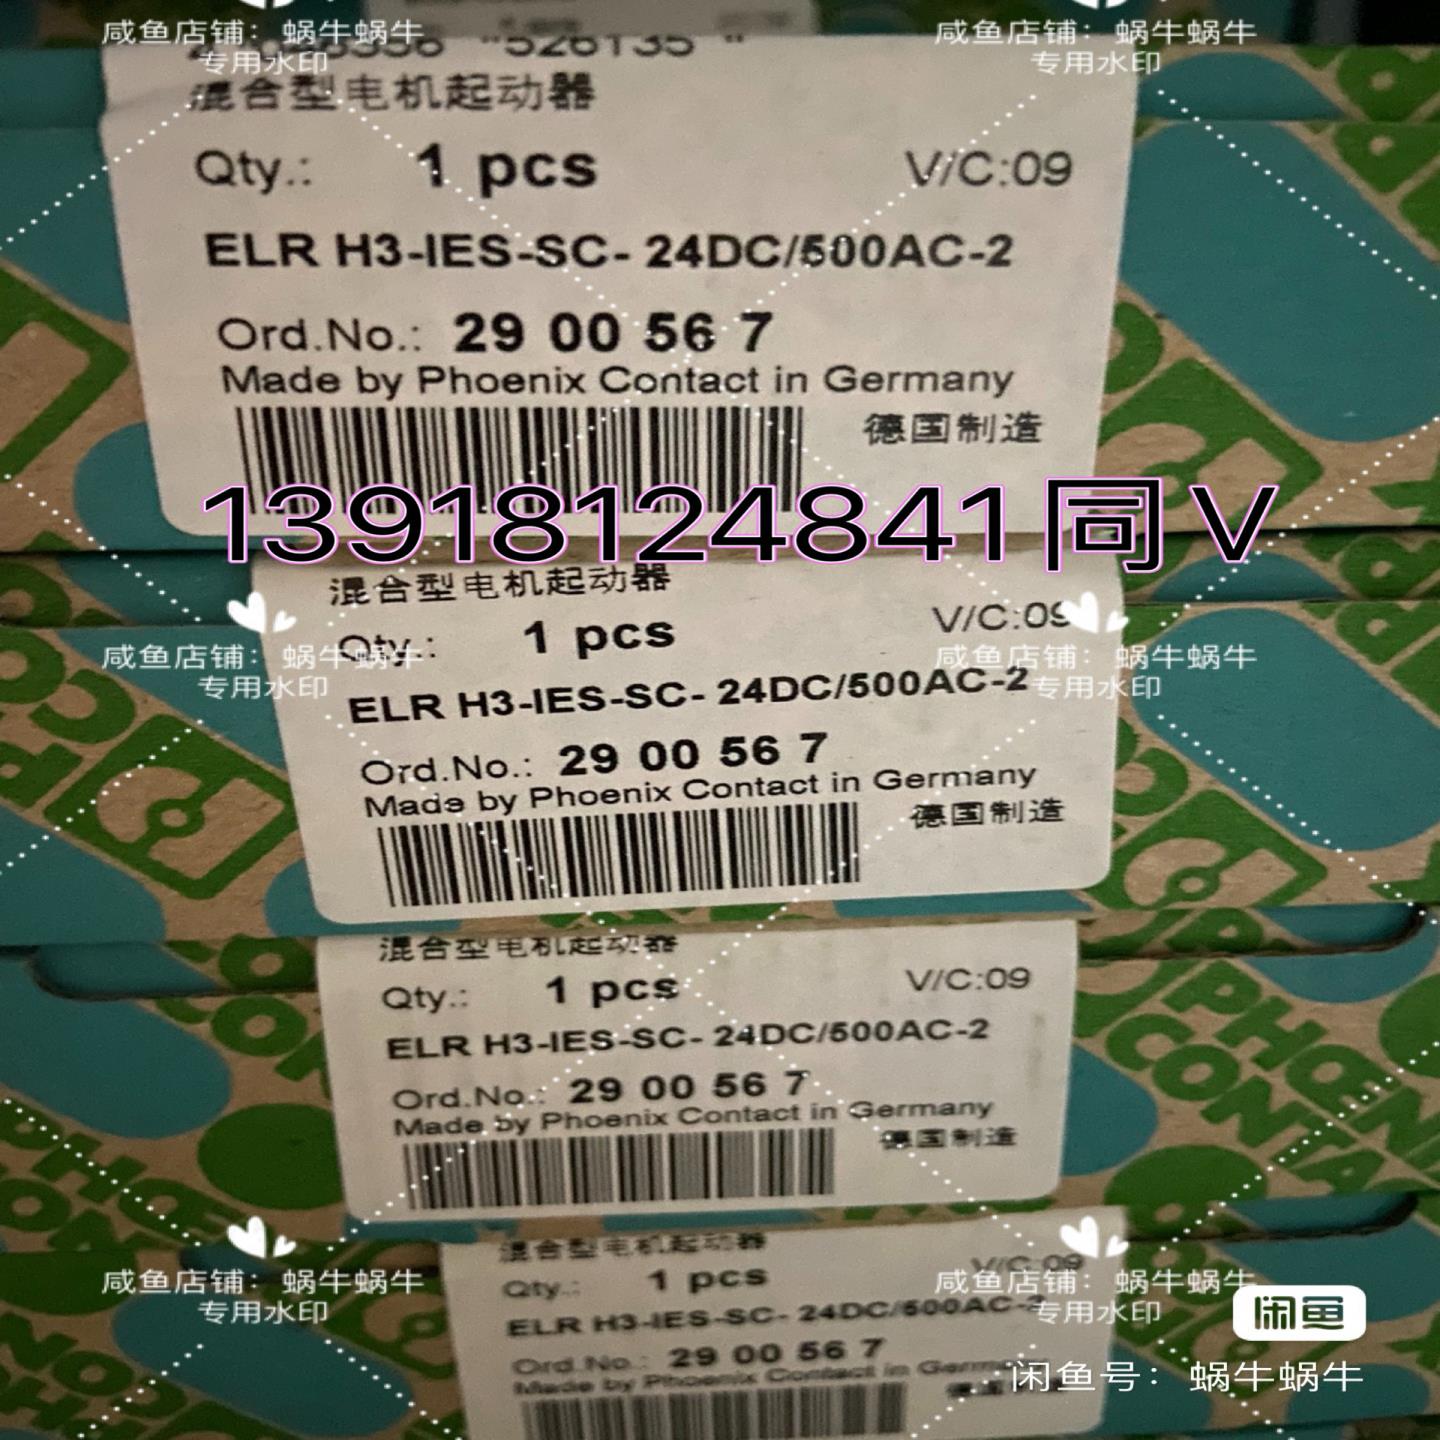 咸鱼店铺：蜗牛蜗牛
专用水印
咸鱼店铺：蜗牛蜗牛
专用水印
"526135 "
混合型电机起动器
Qty.: 1 pcs V/C:09
ELR H3-IES-SC- 24DC/500AC-2
Ord.No.: 29 00 56 7
Made by Phoenix Contact in Germany
德国制造
13918124841同V
混合型电机起动器
Qty.: 1 pcs V/C:09
咸鱼店铺：蜗牛蜗牛
专用水印
咸鱼店铺：蜗牛蜗牛
专用水印
ELR H3-IES-SC- 24DC/500AC-2
Ord.No.: 29 00 56 7
Made by Phoenix Contact in Germany
德国制造
混合型电机起动器
Qty.: 1 pcs V/C:09
ELR H3-IES-SC- 24DC/500AC-2
Ord.No.: 29 00 56 7
Made by Phoenix Contact in Germany
德国制造
PHŒNIX
CONTA
混合型电机起动器
Qty.: 1 pcs V/C:09
咸鱼店铺：蜗牛蜗牛
专用水印
咸鱼店铺：蜗牛蜗牛
专用水印
ELR H3-IES-SC- 24DC/500AC-2
Ord.No.: 29 00 56 7
Made by Phoenix Contact in
闲鱼
闲鱼号：蜗牛蜗牛